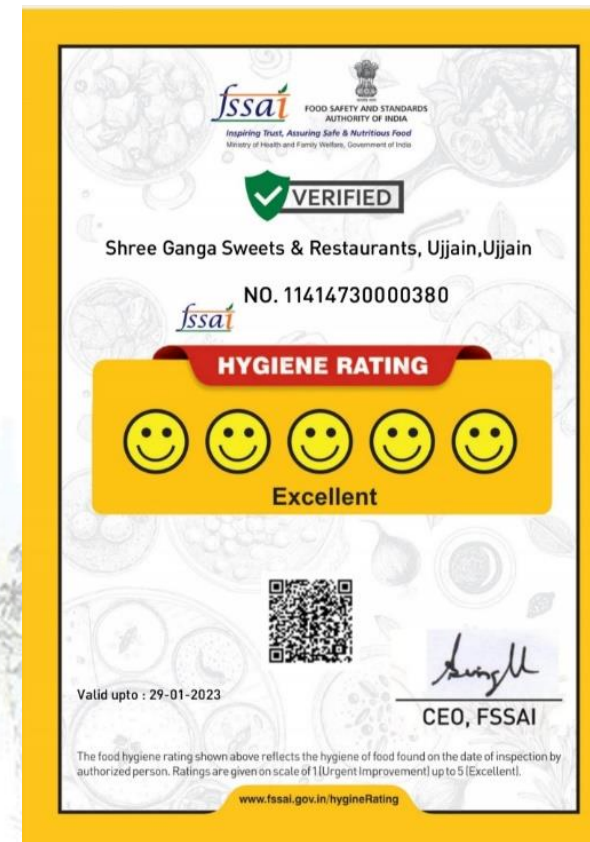 fssai
FOOD SAFETY AND STANDARDS
AUTHORITY OF INDIA
Inspiring Trust, Assuring Safe & Nutritious Food
Ministry of Health and Family Welfare, Government of India
VERIFIED
Shree Ganga Sweets & Restaurants, Ujjain,Ujjain
fssai NO. 11414730000380
HYGIENE RATING
Excellent
Valid upto : 29-01-2023
CEO, FSSAI
The food hygiene rating shown above reflects the hygiene of food found on the date of inspection by
authorized person. Ratings are given on scale of 1(Urgent Improvement) up to 5 (Excellent).
www.fssai.gov.in/hygineRating